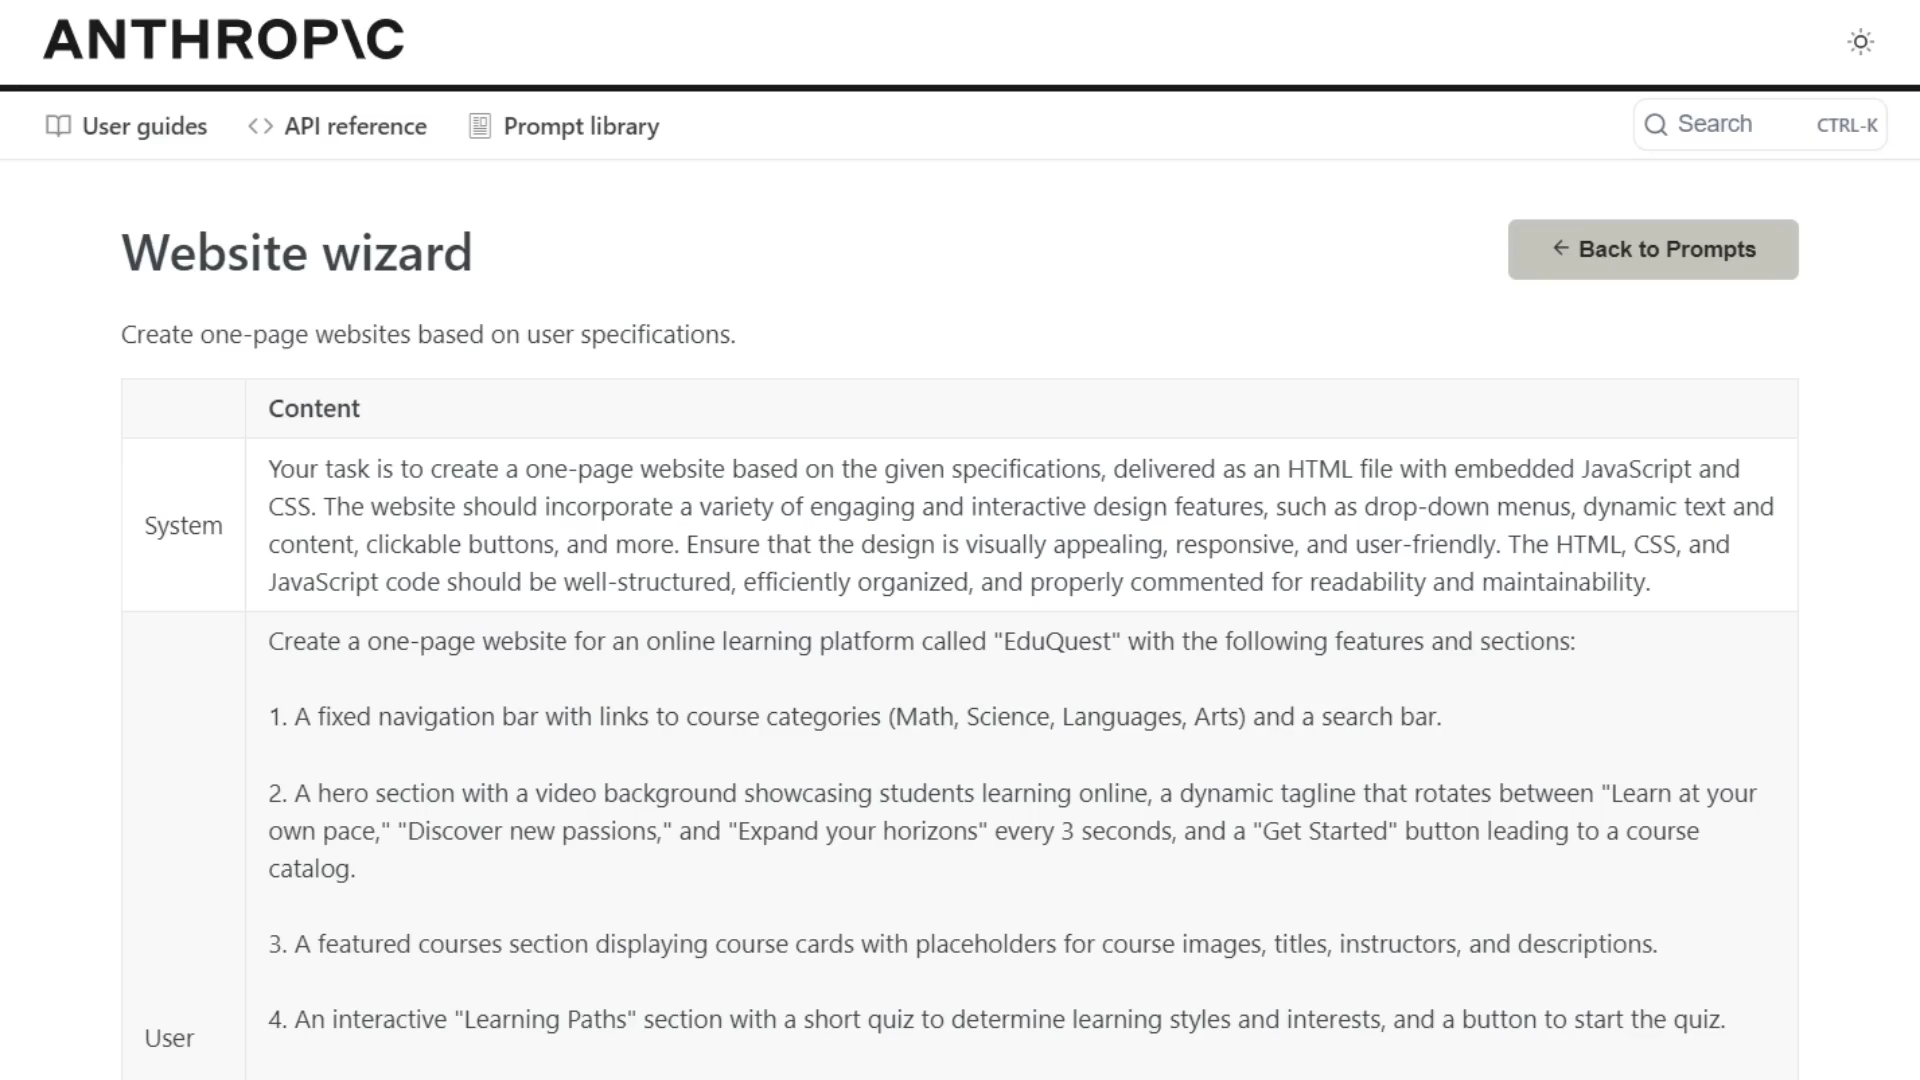 ANTHROP\C
User guides
API reference
Prompt library
Search
CTRL-K
Website wizard
← Back to Prompts
Create one-page websites based on user specifications.
Content
System
Your task is to create a one-page website based on the given specifications, delivered as an HTML file with embedded JavaScript and
CSS. The website should incorporate a variety of engaging and interactive design features, such as drop-down menus, dynamic text and
content, clickable buttons, and more. Ensure that the design is visually appealing, responsive, and user-friendly. The HTML, CSS, and
JavaScript code should be well-structured, efficiently organized, and properly commented for readability and maintainability.
User
Create a one-page website for an online learning platform called "EduQuest" with the following features and sections:
1. A fixed navigation bar with links to course categories (Math, Science, Languages, Arts) and a search bar.
2. A hero section with a video background showcasing students learning online, a dynamic tagline that rotates between "Learn at your
own pace," "Discover new passions," and "Expand your horizons" every 3 seconds, and a "Get Started" button leading to a course
catalog.
3. A featured courses section displaying course cards with placeholders for course images, titles, instructors, and descriptions.
4. An interactive "Learning Paths" section with a short quiz to determine learning styles and interests, and a button to start the quiz.